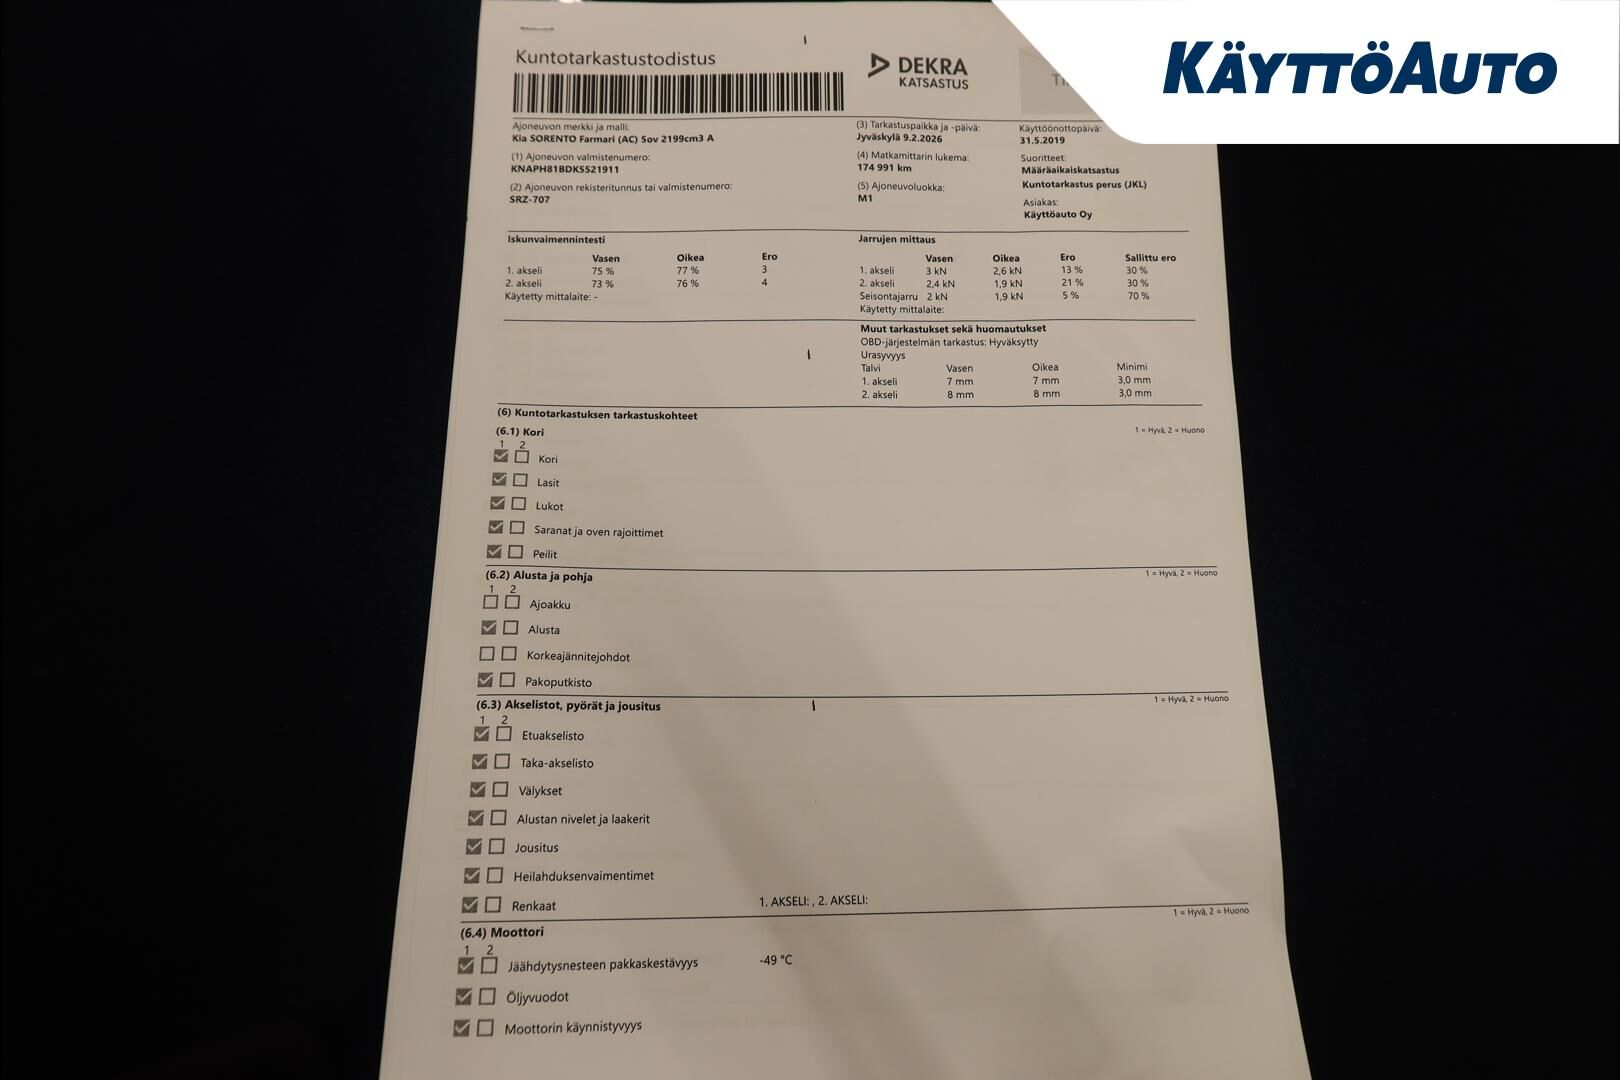 KÄYTTÖAUTO
Kuntotarkastustodistus
DEKRA
KATSASTUS
Ajoneuvon merkki ja malli:
Kia SORENTO Farmari (AC) 5ov 2199cm3 A
(1) Ajoneuvon valmistenumero:
KNAPH81BDK5521911
(2) Ajoneuvon rekisteritunnus tai valmistenumero:
SRZ-707
(3) Tarkastuspaikka ja -päivä:
Jyväskylä 9.2.2026
(4) Matkamittarin lukema:
174 991 km
(5) Ajoneuvoluokka:
M1
Käyttöönottopäivä:
31.5.2019
Suoritteet:
Määräaikaiskatsastus
Kuntotarkastus perus (JKL)
Asiakas:
Käyttöauto Oy
Iskunvaimennintesti
Vasen Oikea Ero
1. akseli 75 % 77 % 3
2. akseli 73 % 76 % 4
Käytetty mittalaite: -
Jarrujen mittaus
Vasen Oikea Ero Sallittu ero
1. akseli 3 kN 2,6 kN 13 % 30 %
2. akseli 2,4 kN 1,9 kN 21 % 30 %
Seisontajarru 2 kN 1,9 kN 5 % 70 %
Käytetty mittalaite:
Muut tarkastukset sekä huomautukset
OBD-järjestelmän tarkastus: Hyväksytty
Urasyvyys
Talvi Vasen Oikea Minimi
1. akseli 7 mm 7 mm 3,0 mm
2. akseli 8 mm 8 mm 3,0 mm
(6) Kuntotarkastuksen tarkastuskohteet
(6.1) Kori 1 = Hyvä, 2 = Huono
1 2
Kori
Lasit
Lukot
Saranat ja oven rajoittimet
Peilit
(6.2) Alusta ja pohja 1 = Hyvä, 2 = Huono
1 2
Ajoakku
Alusta
Korkeajännitejohdot
Pakoputkisto
(6.3) Akselistot, pyörät ja jousitus 1 = Hyvä, 2 = Huono
1 2
Etuakselisto
Taka-akselisto
Välykset
Alustan nivelet ja laakerit
Jousitus
Heilahduksenvaimentimet
Renkaat 1. AKSELI: , 2. AKSELI:
(6.4) Moottori 1 = Hyvä, 2 = Huono
1 2
Jäähdytysnesteen pakkaskestävyys -49 °C
Öljyvuodot
Moottorin käynnistyvyys